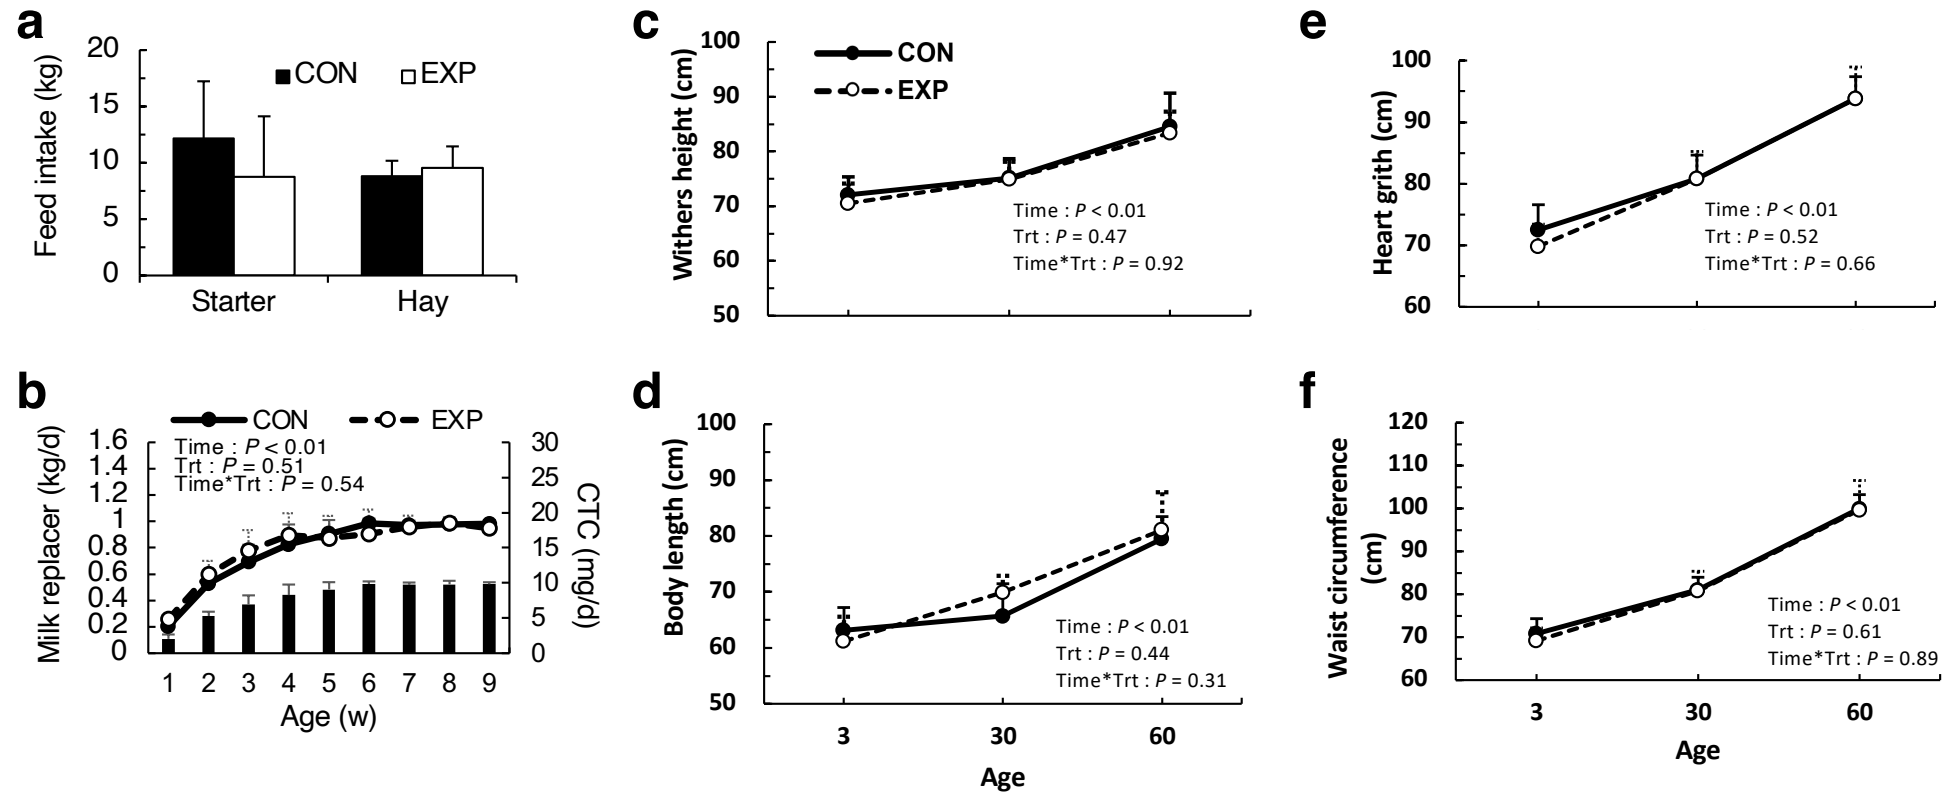 a
20
15
10
5
0
Feed intake (kg)
CON
EXP
Starter
Hay
b
CON
EXP
1.6
1.4
1.2
1
0.8
0.6
0.4
0.2
0
Milk replacer (kg/d)
Time : P < 0.01
Trt : P = 0.51
Time*Trt : P = 0.54
30
25
20
15
10
5
0
CTC (mg/d)
1 2 3 4 5 6 7 8 9
Age (w)
c
100
90
80
70
60
50
Withers height (cm)
CON
EXP
Time : P < 0.01
Trt : P = 0.47
Time*Trt : P = 0.92
d
100
90
80
70
60
50
Body length (cm)
Time : P < 0.01
Trt : P = 0.44
Time*Trt : P = 0.31
3 30 60
Age
e
100
90
80
70
60
Heart grith (cm)
Time : P < 0.01
Trt : P = 0.52
Time*Trt : P = 0.66
f
120
110
100
90
80
70
60
Waist circumference
(cm)
Time : P < 0.01
Trt : P = 0.61
Time*Trt : P = 0.89
3 30 60
Age